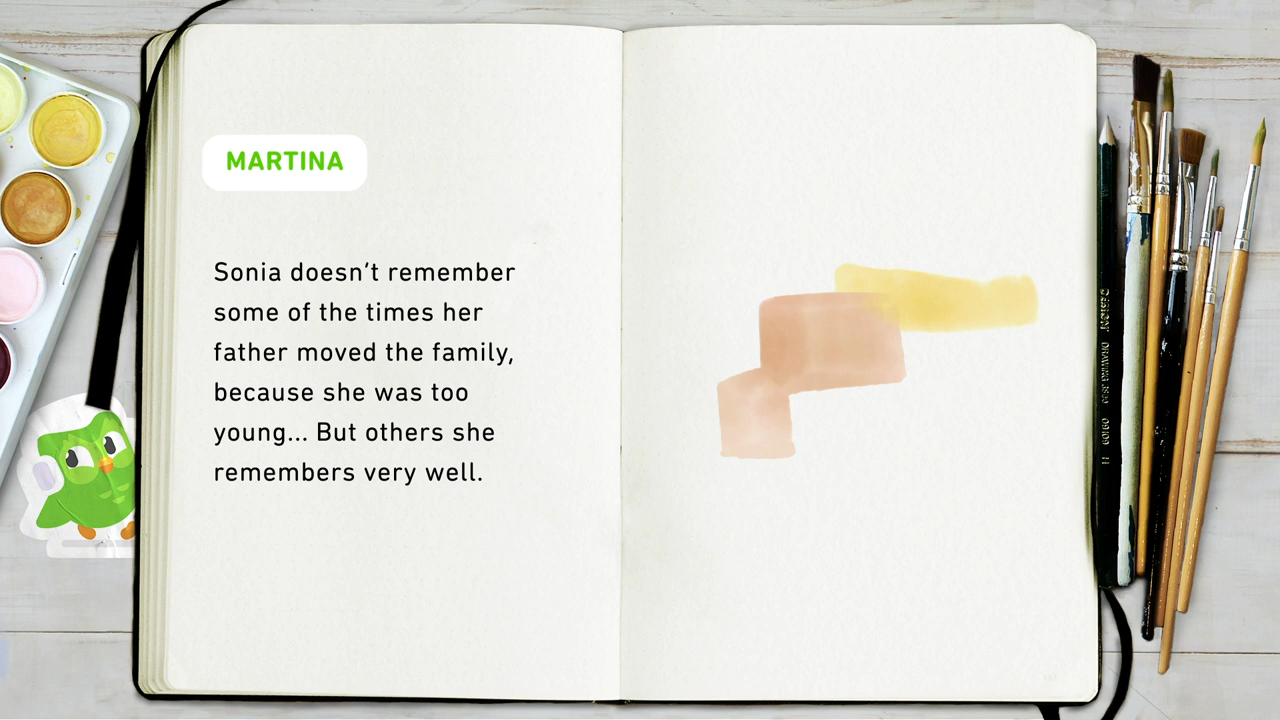 MARTINA
Sonia doesn’t remember
some of the times her
father moved the family,
because she was too
young... But others she
remembers very well.